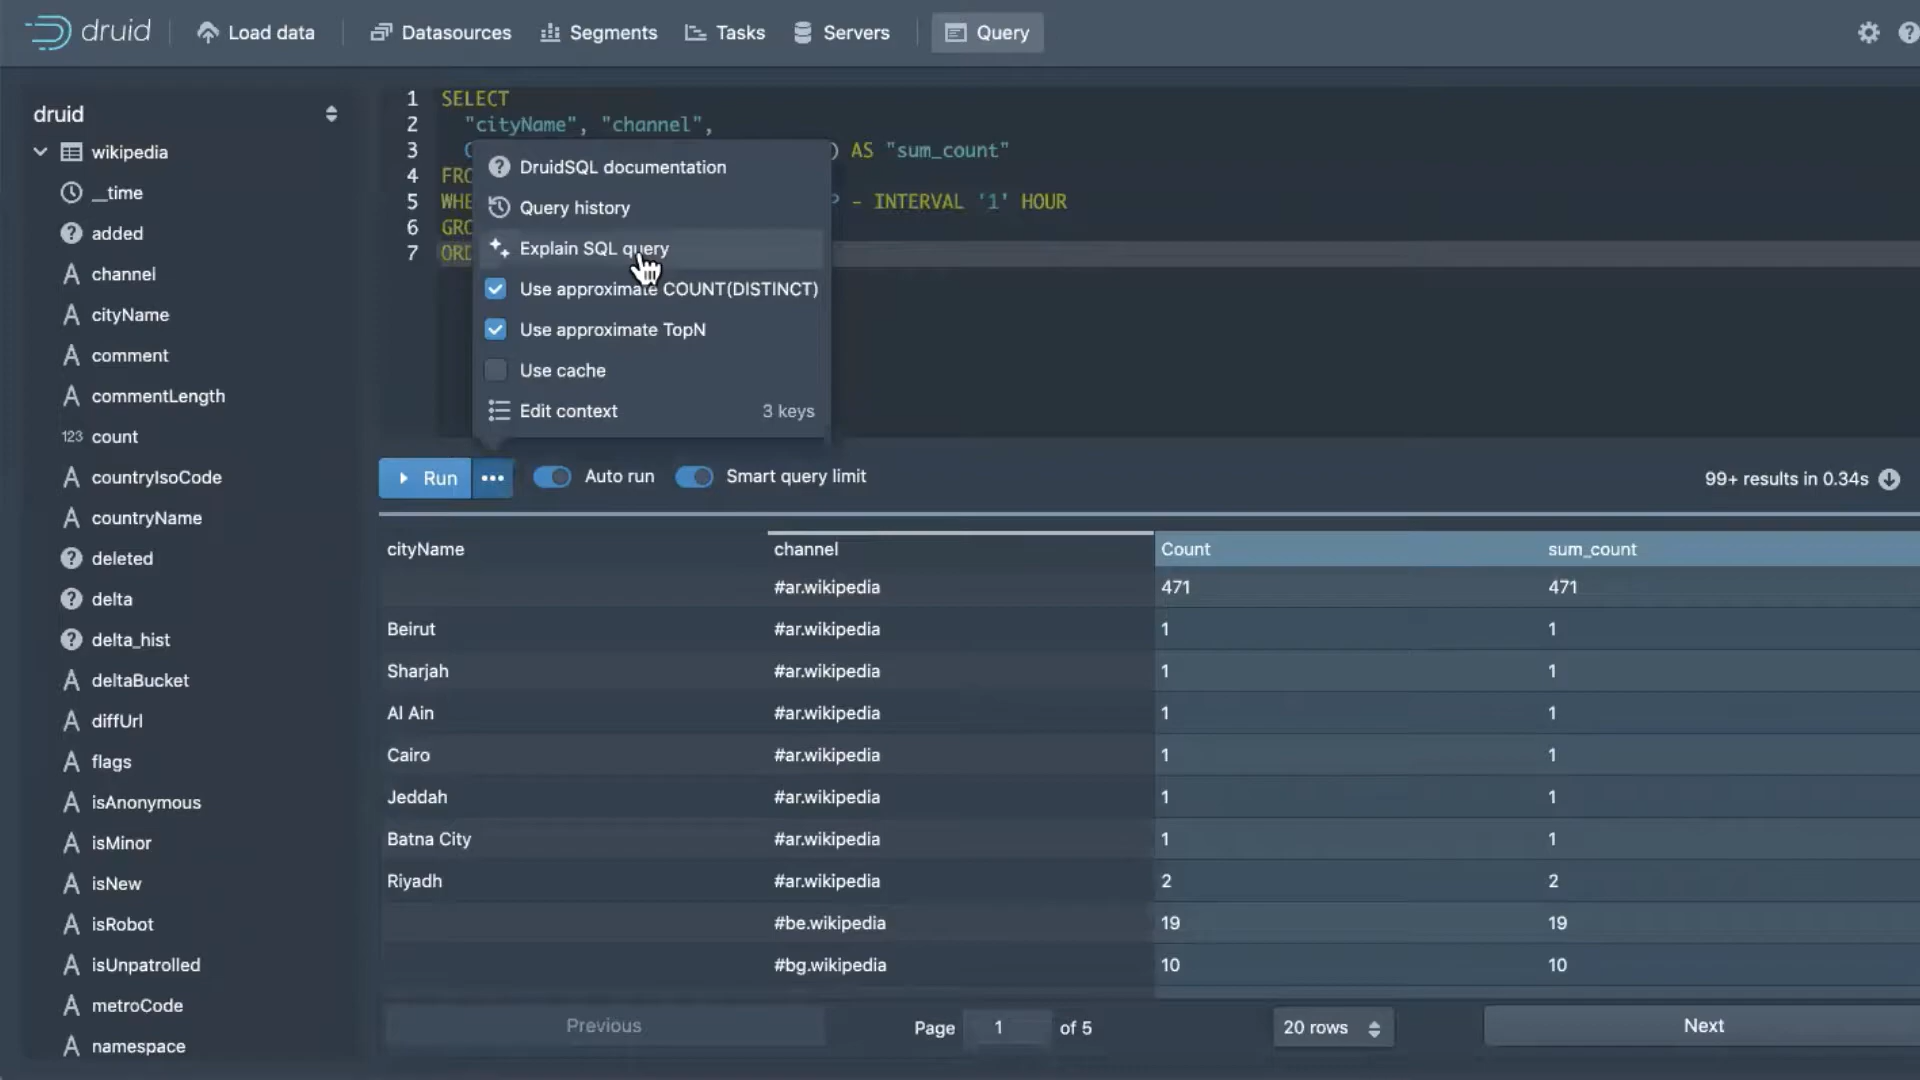 druid
Load data
Datasources
Segments
Tasks
Servers
Query
druid
wikipedia
__time
added
channel
cityName
comment
commentLength
123 count
countryIsoCode
countryName
deleted
delta
delta_hist
deltaBucket
diffUrl
flags
isAnonymous
isMinor
isNew
isRobot
isUnpatrolled
metroCode
namespace
1 SELECT
2 "cityName", "channel",
3 ) AS "sum_count"
4 FRO
5 WHE - INTERVAL '1' HOUR
6 GRO
7 ORD
DruidSQL documentation
Query history
Explain SQL query
Use approximate COUNT(DISTINCT)
Use approximate TopN
Use cache
Edit context 3 keys
Run
Auto run
Smart query limit
99+ results in 0.34s
cityName channel Count sum_count
#ar.wikipedia 471 471
Beirut #ar.wikipedia 1 1
Sharjah #ar.wikipedia 1 1
Al Ain #ar.wikipedia 1 1
Cairo #ar.wikipedia 1 1
Jeddah #ar.wikipedia 1 1
Batna City #ar.wikipedia 1 1
Riyadh #ar.wikipedia 2 2
#be.wikipedia 19 19
#bg.wikipedia 10 10
Previous
Page 1 of 5
20 rows
Next